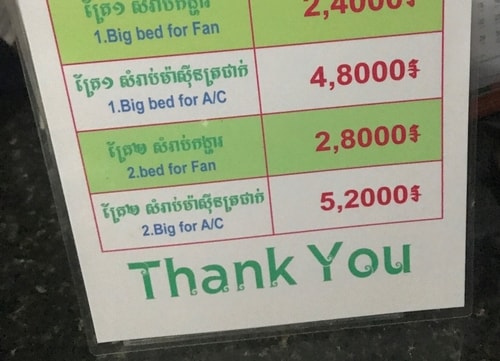 គ្រែ១ សំរាប់កង្ហារ
1.Big bed for Fan
2,4000៛
គ្រែ១ សំរាប់ម៉ាស៊ីនត្រជាក់
1.Big bed for A/C
4,8000៛
គ្រែ២ សំរាប់កង្ហារ
2.bed for Fan
2,8000៛
គ្រែ២ សំរាប់ម៉ាស៊ីនត្រជាក់
2.Big for A/C
5,2000៛
Thank You